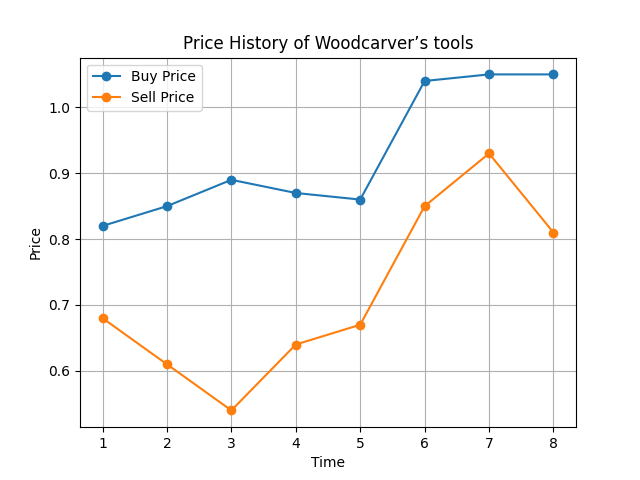 Price History of Woodcarver’s tools
Buy Price
Sell Price
Price
1.0
0.9
0.8
0.7
0.6
1 2 3 4 5 6 7 8
Time